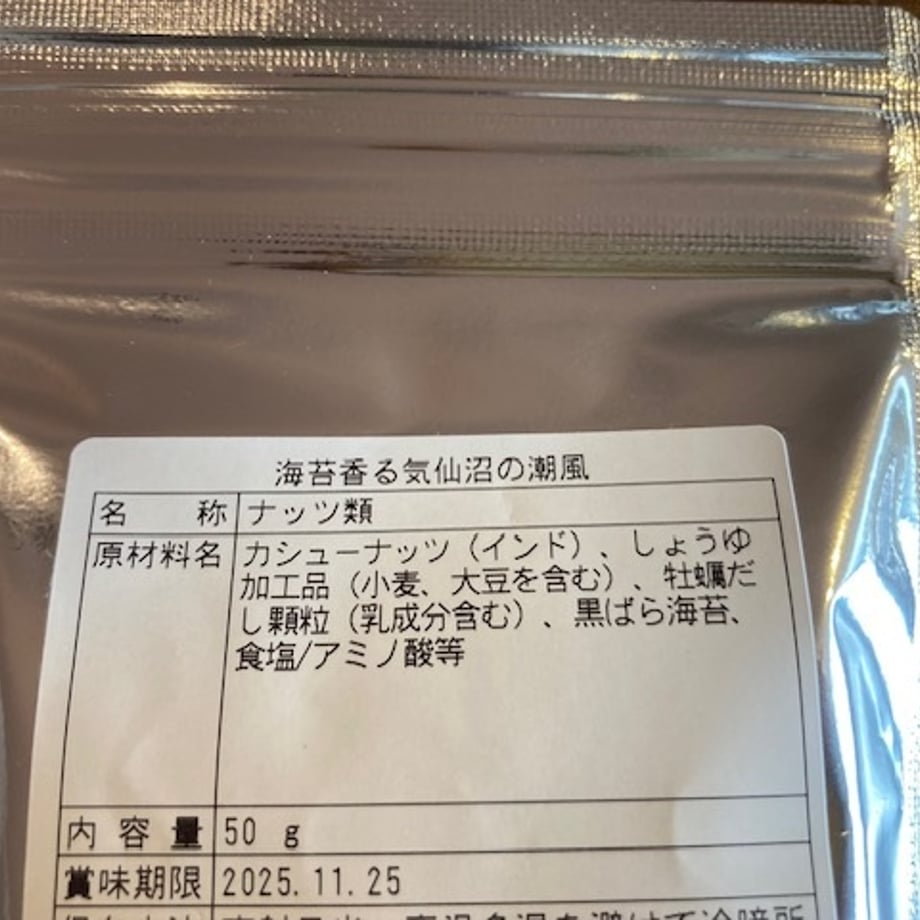 海苔香る気仙沼の潮風
名称 ナッツ類
原材料名 カシューナッツ（インド）、しょうゆ
加工品（小麦、大豆を含む）、牡蠣だ
し顆粒（乳成分含む）、黒ばら海苔、
食塩/アミノ酸等
内容量 50 g
賞味期限 2025.11.25